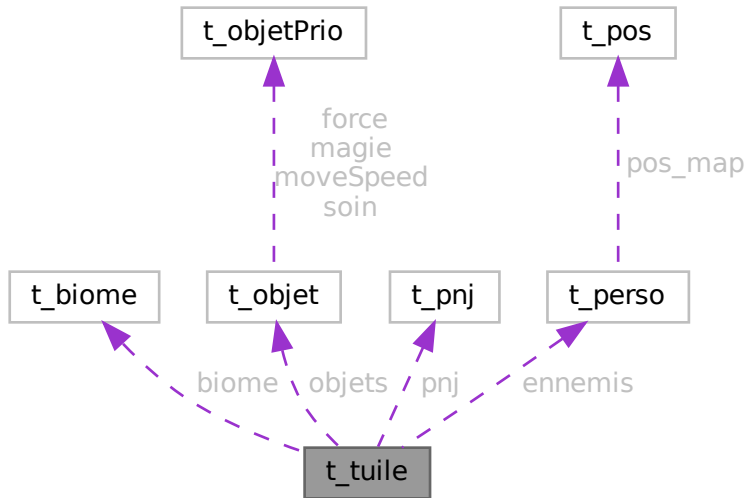 t_objetPrio
t_pos
force
magie
moveSpeed
soin
pos_map
t_biome
t_objet
t_pnj
t_perso
biome
objets
pnj
ennemis
t_tuile